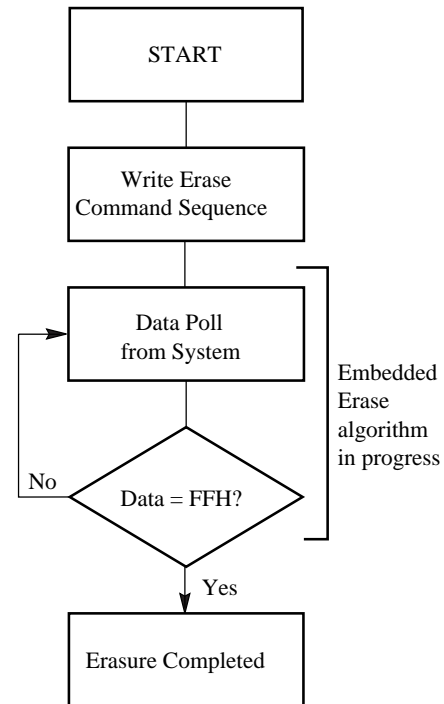 START
Write Erase
Command Sequence
Data Poll
from System
Embedded
Erase
algorithm
in progress
No
Data = FFH?
Yes
Erasure Completed